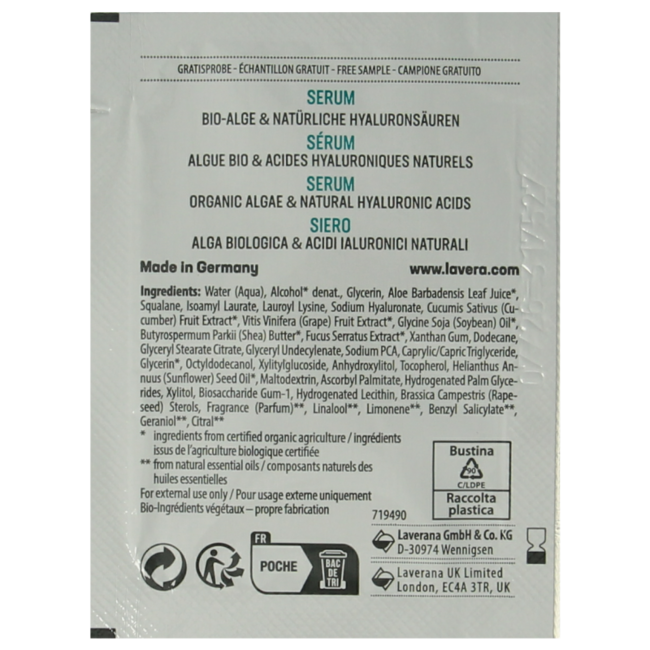 GRATISPROBE - ÉCHANTILLON GRATUIT - FREE SAMPLE - CAMPIONE GRATUITO
SERUM
BIO-ALGE & NATÜRLICHE HYALURONSÄUREN
SÉRUM
ALGUE BIO & ACIDES HYALURONIQUES NATURELS
SERUM
ORGANIC ALGAE & NATURAL HYALURONIC ACIDS
SIERO
ALGA BIOLOGICA & ACIDI IALURONICI NATURALI
Made in Germany www.lavera.com
Ingredients: Water (Aqua), Alcohol* denat., Glycerin, Aloe Barbadensis Leaf Juice*,
Squalane, Isoamyl Laurate, Lauroyl Lysine, Sodium Hyaluronate, Cucumis Sativus (Cu-
cumber) Fruit Extract*, Vitis Vinifera (Grape) Fruit Extract*, Glycine Soja (Soybean) Oil*,
Butyrospermum Parkii (Shea) Butter*, Fucus Serratus Extract*, Xanthan Gum, Dodecane,
Glyceryl Stearate Citrate, Glyceryl Undecylenate, Sodium PCA, Caprylic/Capric Triglyceride,
Glycerin*, Octyldodecanol, Xylitylglucoside, Anhydroxylitol, Tocopherol, Helianthus An-
nuus (Sunflower) Seed Oil*, Maltodextrin, Ascorbyl Palmitate, Hydrogenated Palm Glyce-
rides, Xylitol, Biosaccharide Gum-1, Hydrogenated Lecithin, Brassica Campestris (Rape-
seed) Sterols, Fragrance (Parfum)**, Linalool**, Limonene**, Benzyl Salicylate**,
Geraniol**, Citral**
* ingredients from certified organic agriculture / ingrédients
issus de l'agriculture biologique certifiée
** from natural essential oils / composants naturels des
huiles essentielles
For external use only / Pour usage externe uniquement
Bio-Ingrédients végétaux – propre fabrication
719490
Bustina
90
C/LDPE
Raccolta
plastica
FR
POCHE
BAC
DE
TRI
Laverana GmbH & Co. KG
D-30974 Wennigsen
Laverana UK Limited
London, EC4A 3TR, UK